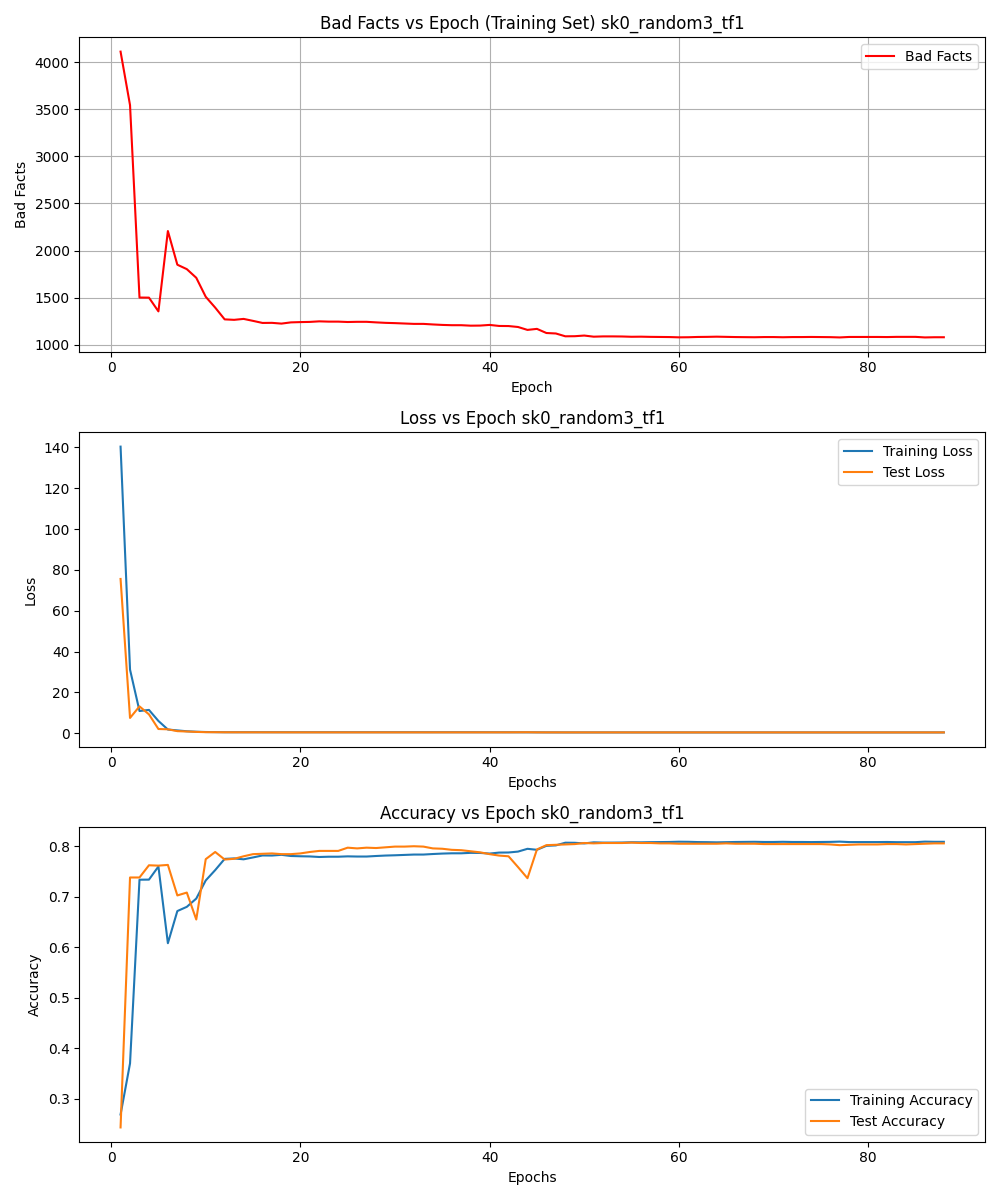 Bad Facts vs Epoch (Training Set) sk0_random3_tf1
Bad Facts
4000
3500
3000
2500
2000
1500
1000
Bad Facts
0 20 40 60 80
Epoch
Loss vs Epoch sk0_random3_tf1
Training Loss
Test Loss
140
120
100
80
60
40
20
0
Loss
0 20 40 60 80
Epochs
Accuracy vs Epoch sk0_random3_tf1
0.8
0.7
0.6
0.5
0.4
0.3
Accuracy
Training Accuracy
Test Accuracy
0 20 40 60 80
Epochs